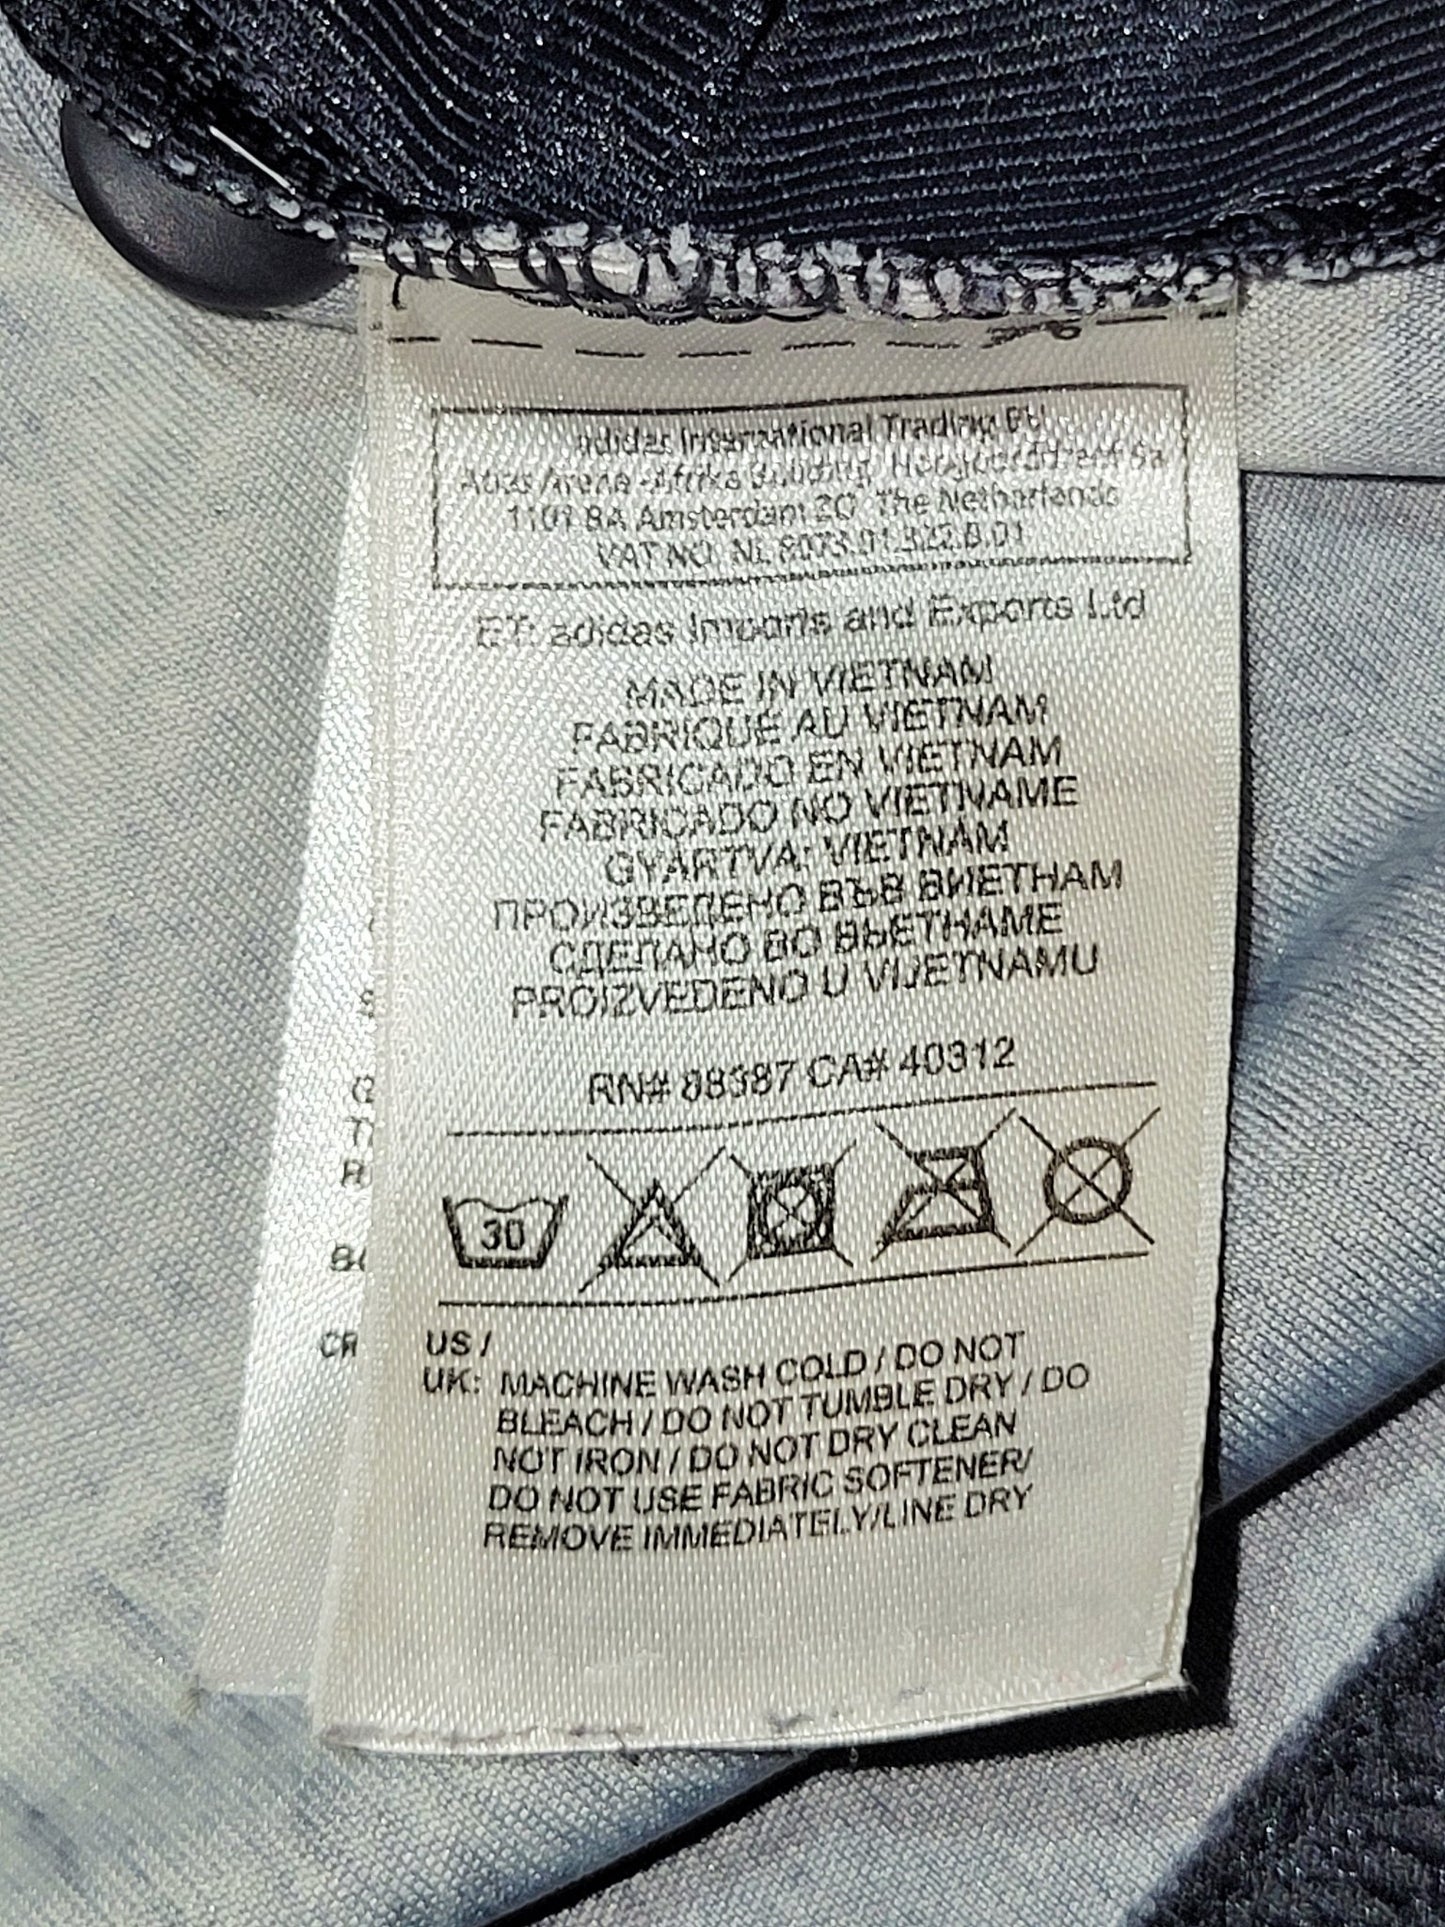 adidas International Trading BV
Atlas Arena -Afrika Building, Hoogoorddreef 9a
1101 BA Amsterdam ZO The Netherlands
VAT NO. NL 8073.01.322.B.01
ET: adidas Imports and Exports Ltd
MADE IN VIETNAM
FABRIQUÉ AU VIETNAM
FABRICADO EN VIETNAM
FABRICADO NO VIETNAME
GYÁRTVA: VIETNÁM
ПРОИЗВЕДЕНО ВЪВ ВИЕТНАМ
СДЕЛАНО ВО ВЬЕТНАМЕ
PROIZVEDENO U VIJETNAMU
RN# 88387 CA# 40312
30
US /
UK: MACHINE WASH COLD / DO NOT
BLEACH / DO NOT TUMBLE DRY / DO
NOT IRON / DO NOT DRY CLEAN
DO NOT USE FABRIC SOFTENER/
REMOVE IMMEDIATELY/LINE DRY